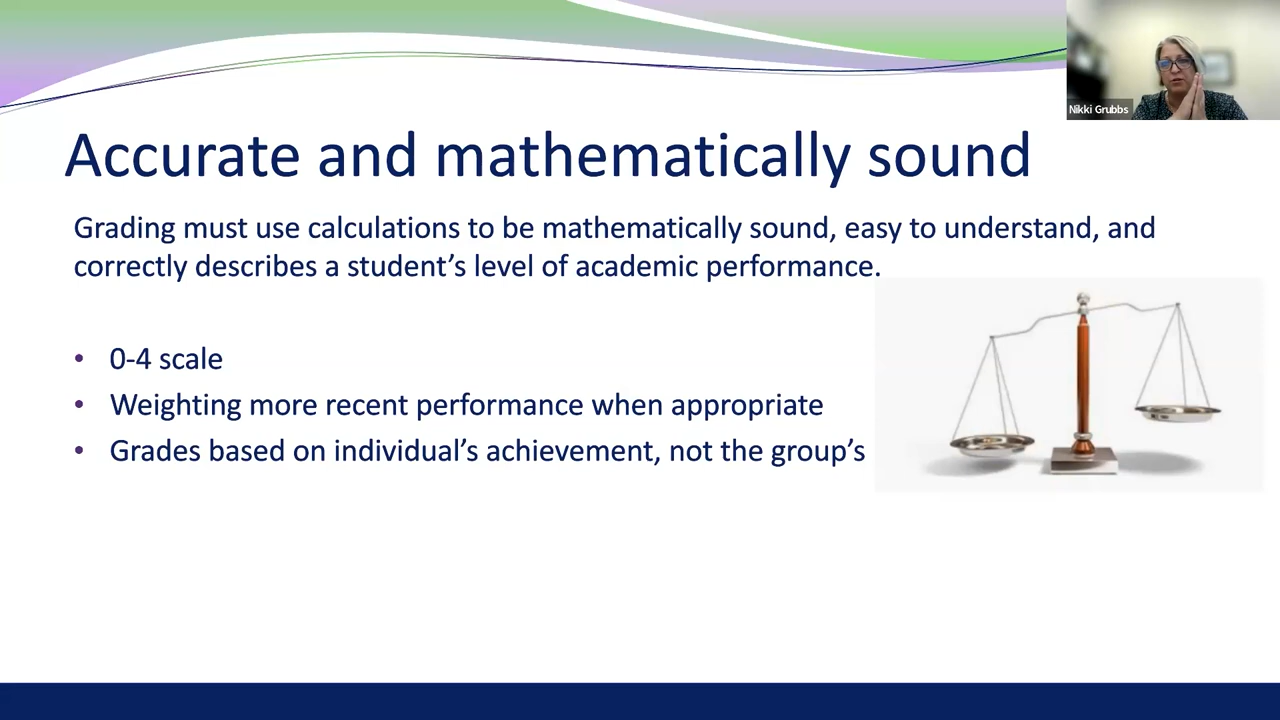 Nikki Grubbs
Accurate and mathematically sound
Grading must use calculations to be mathematically sound, easy to understand, and
correctly describes a student’s level of academic performance.
• 0-4 scale
• Weighting more recent performance when appropriate
• Grades based on individual’s achievement, not the group’s